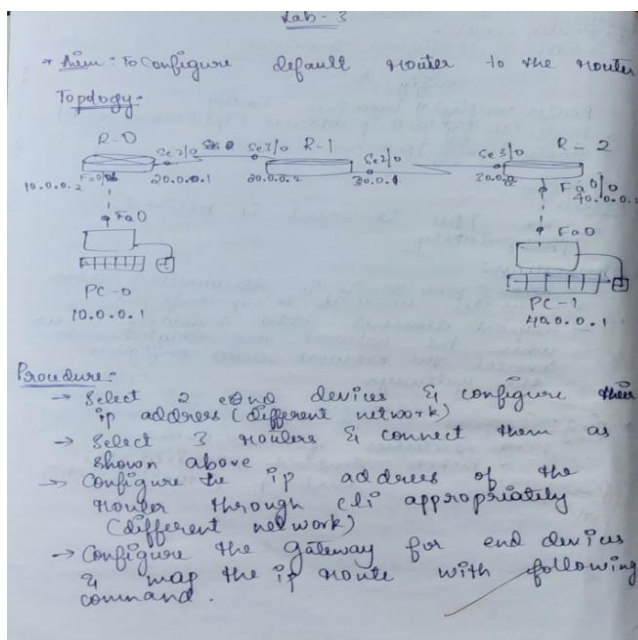 Lab - 3
* Aim: To Configure default router to the router
Topology:-
R-0 Se2/0 Se3/0 R-1 Se2/0 Se3/0 R-2
10.0.0.2 Fa0/0 20.0.0.1 20.0.0.2 30.0.0.1 Fa0/0
Fa0 Fa0
PC-0 PC-1
10.0.0.1 40.0.0.1
Procedure:-
→ Select 2 end devices & configure their
ip address (different network)
→ Select 3 routers & connect them as
shown above
→ Configure the ip address of the
router through cli appropriately
(different network)
→ Configure the gateway for end devices
& map the ip route with following
command.